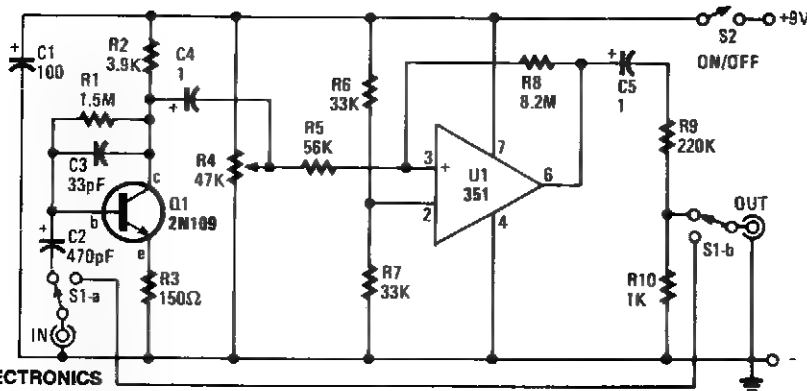 C1
100
R2
3.9K
C4
1
R1
1.5M
C3
33pF
c
b
Q1
2N109
e
C2
470pF
S1-a
IN
R3
150Ω
R4
47K
R5
56K
R6
33K
R7
33K
3
+
2
U1
351
7
6
4
R8
8.2M
C5
1
R9
220K
R10
1K
S1-b
OUT
S2
ON/OFF
+9V
-
ECTRONICS